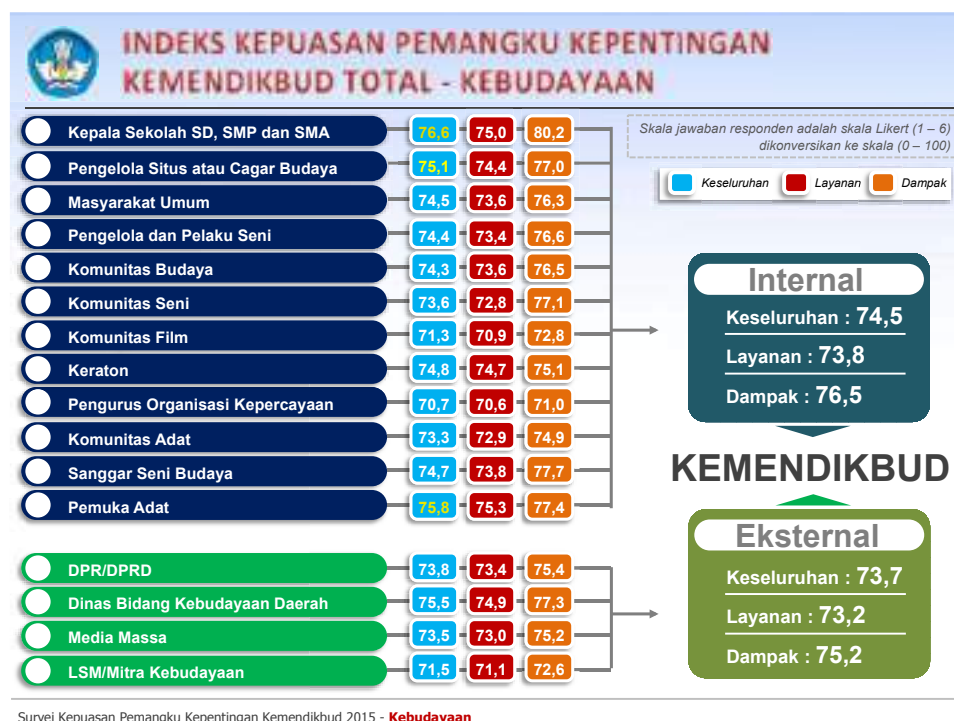 INDEKS KEPUASAN PEMANGKU KEPENTINGAN
KEMENDIKBUD TOTAL - KEBUDAYAAN
Kepala Sekolah SD, SMP dan SMA 76,6 75,0 80,2
Pengelola Situs atau Cagar Budaya 75,1 74,4 77,0
Masyarakat Umum 74,5 73,6 76,3
Pengelola dan Pelaku Seni 74,4 73,4 76,6
Komunitas Budaya 74,3 73,6 76,5
Komunitas Seni 73,6 72,8 77,1
Komunitas Film 71,3 70,9 72,8
Keraton 74,8 74,7 75,1
Pengurus Organisasi Kepercayaan 70,7 70,6 71,0
Komunitas Adat 73,3 72,9 74,9
Sanggar Seni Budaya 74,7 73,8 77,7
Pemuka Adat 75,8 75,3 77,4
DPR/DPRD 73,8 73,4 75,4
Dinas Bidang Kebudayaan Daerah 75,5 74,9 77,3
Media Massa 73,5 73,0 75,2
LSM/Mitra Kebudayaan 71,5 71,1 72,6
Skala jawaban responden adalah skala Likert (1 – 6)
dikonversikan ke skala (0 – 100)
Keseluruhan Layanan Dampak
Internal
Keseluruhan : 74,5
Layanan : 73,8
Dampak : 76,5
KEMENDIKBUD
Eksternal
Keseluruhan : 73,7
Layanan : 73,2
Dampak : 75,2
Survei Kepuasan Pemangku Kepentingan Kemendikbud 2015 - Kebudayaan